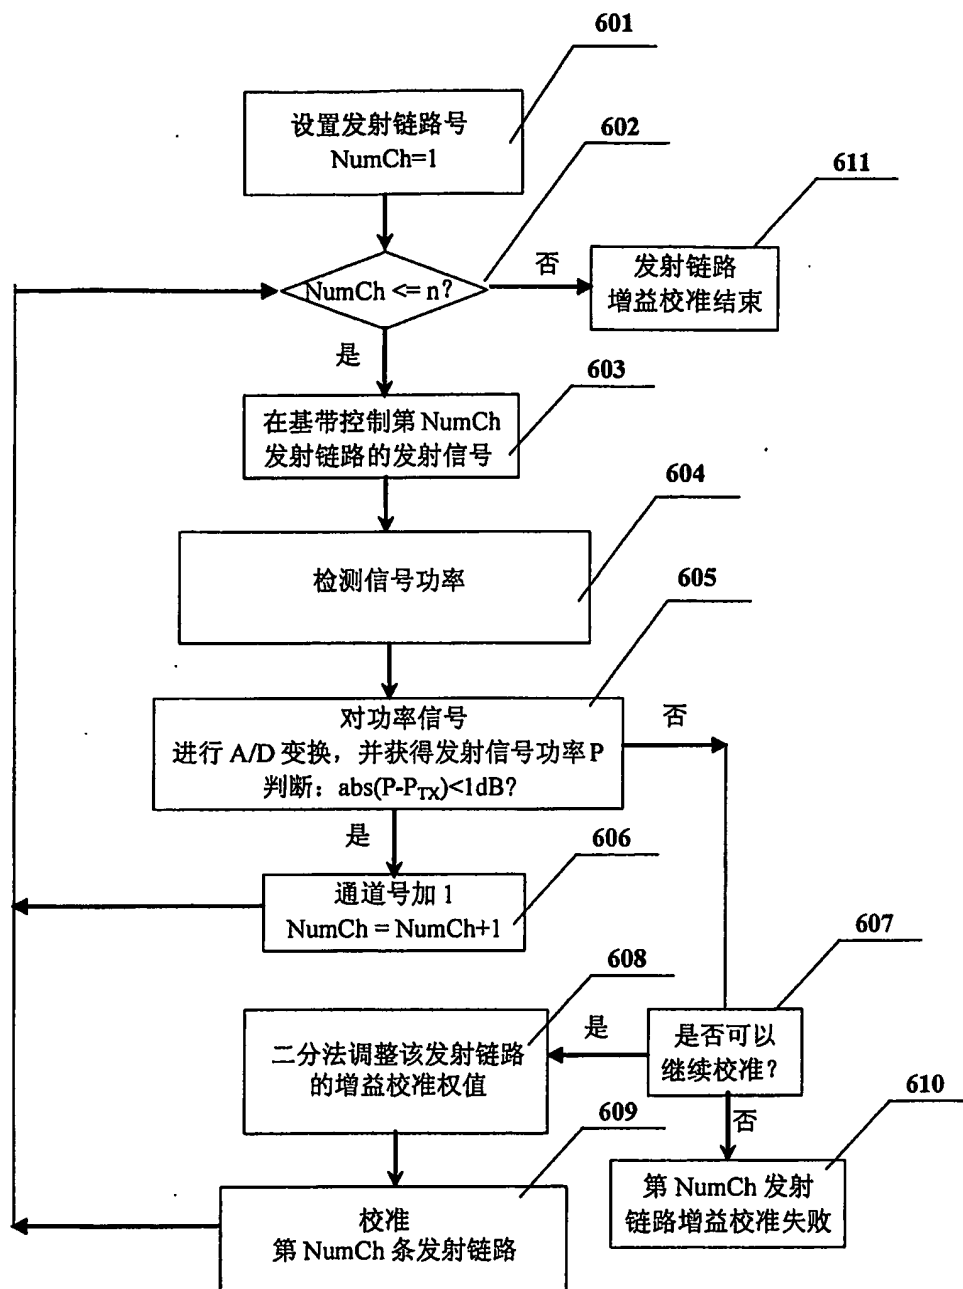 601
设置发射链路号
NumCh=1
602
611
NumCh <= n?
否
发射链路
增益校准结束
是
603
在基带控制第 NumCh
发射链路的发射信号
604
检测信号功率
605
对功率信号
进行 A/D 变换，并获得发射信号功率 P
判断：abs(P-P_TX)<1dB?
否
是
606
通道号加 1
NumCh = NumCh+1
607
608
是否可以
继续校准?
是
二分法调整该发射链路
的增益校准权值
609
否
610
第 NumCh 发射
链路增益校准失败
校准
第 NumCh 条发射链路